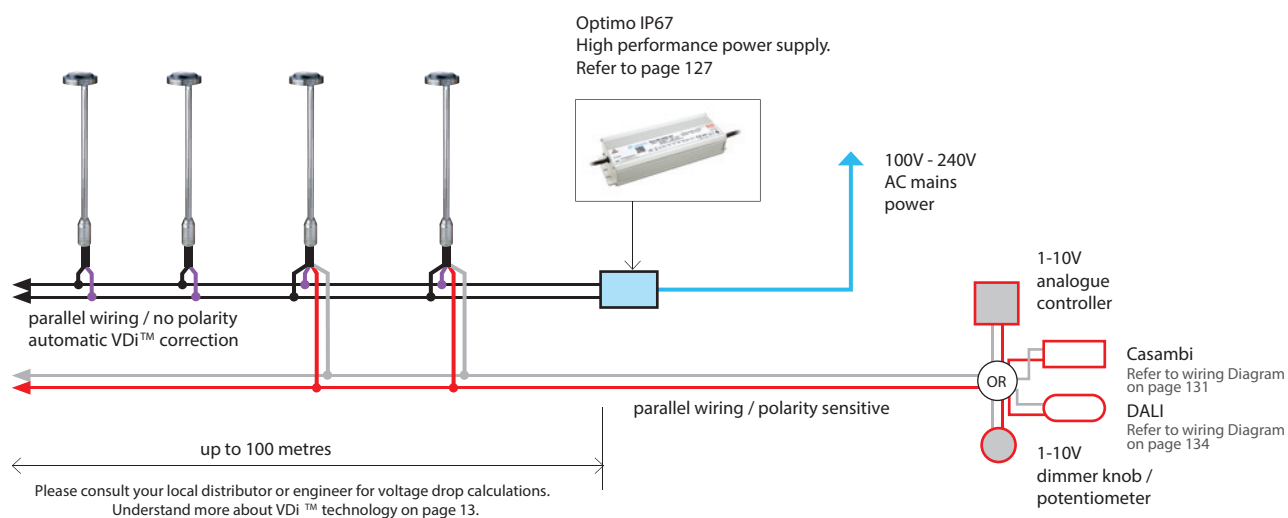 Optimo IP67
High performance power supply.
Refer to page 127
100V - 240V
AC mains
power
parallel wiring / no polarity
automatic VDi™ correction
1-10V
analogue
controller
OR
Casambi
Refer to wiring Diagram
on page 131
DALI
Refer to wiring Diagram
on page 134
1-10V
dimmer knob /
potentiometer
parallel wiring / polarity sensitive
up to 100 metres
Please consult your local distributor or engineer for voltage drop calculations.
Understand more about VDi ™ technology on page 13.